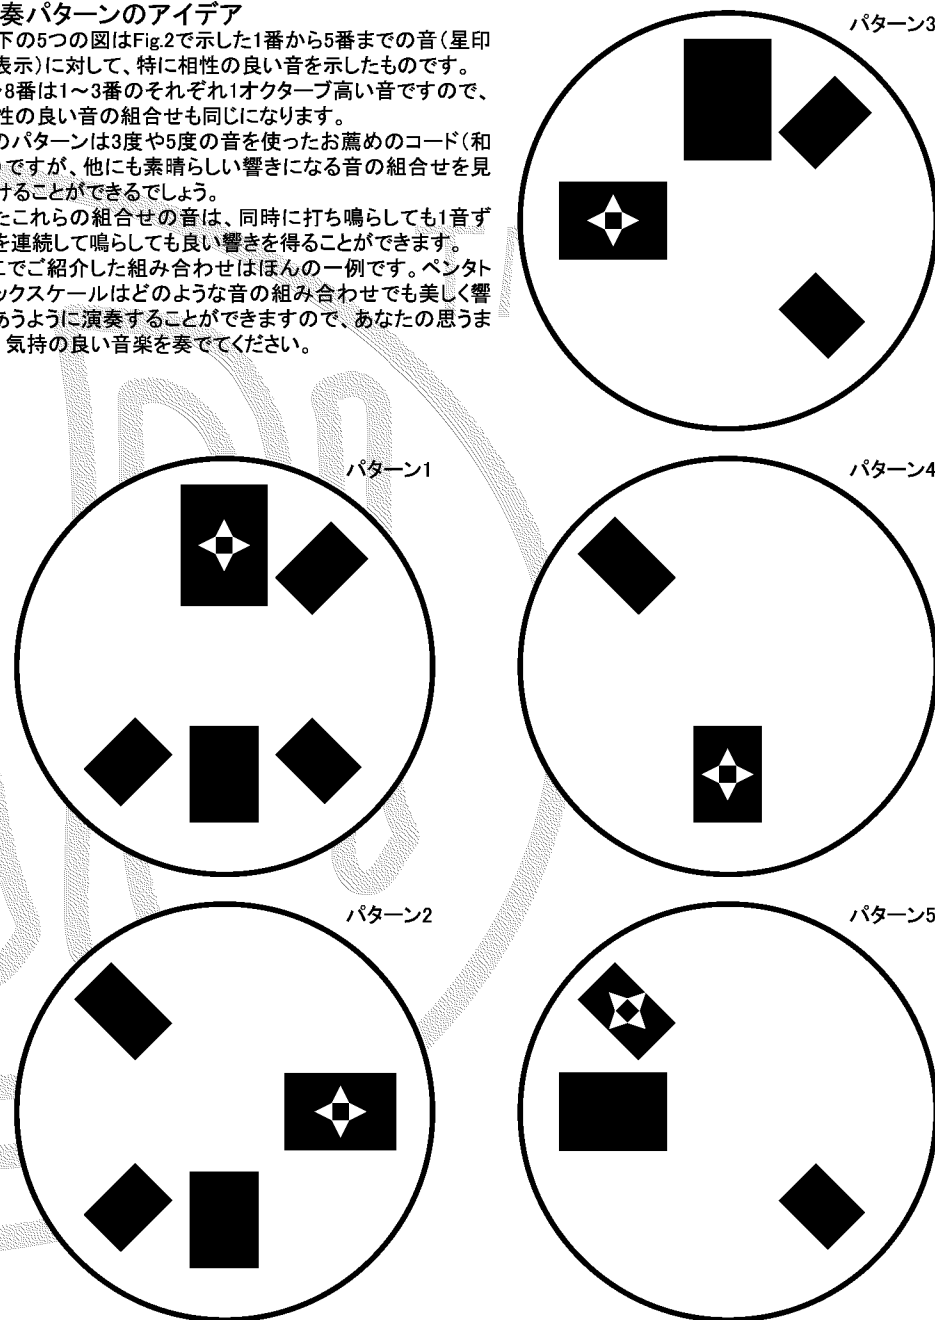 奏パターンのアイデア
下の5つの図はFig.2で示した1番から5番までの音(星印
表示)に対して、特に相性の良い音を示したものです。
8番は1~3番のそれぞれ1オクターブ高い音ですので、
性の良い音の組合せも同じになります。
のパターンは3度や5度の音を使ったお薦めのコード(和
)ですが、他にも素晴らしい響きになる音の組合せを見
けることができるでしょう。
たこれらの組合せの音は、同時に打ち鳴らしても1音ず
を連続して鳴らしても良い響きを得ることができます。
こでご紹介した組み合わせはほんの一例です。ペンタト
ックスケールはどのような音の組み合わせでも美しく響
あうように演奏することができますので、あなたの思うま
気持の良い音楽を奏でてください。
パターン3
パターン1
パターン4
パターン2
パターン5